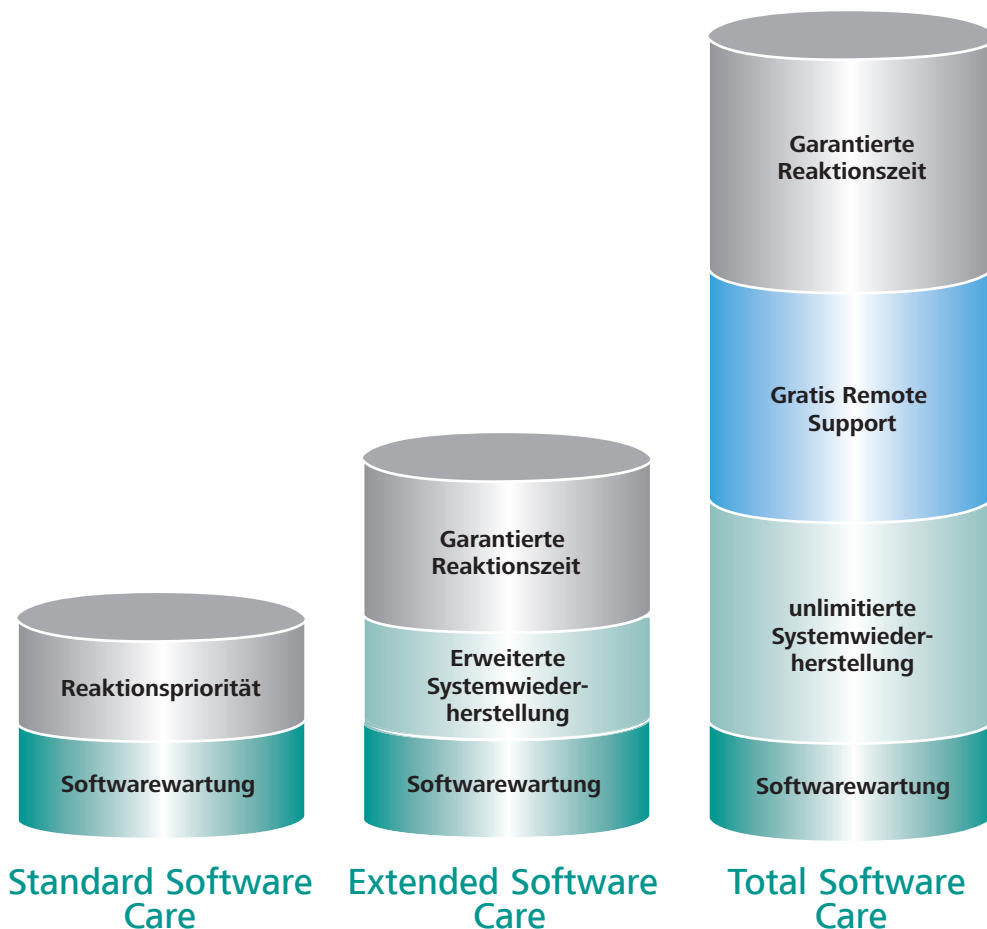 Reaktionspriorität
Softwarewartung
Standard Software
Care
Garantierte
Reaktionszeit
Erweiterte
Systemwieder-
herstellung
Softwarewartung
Extended Software
Care
Garantierte
Reaktionszeit
Gratis Remote
Support
unlimitierte
Systemwieder-
herstellung
Softwarewartung
Total Software
Care